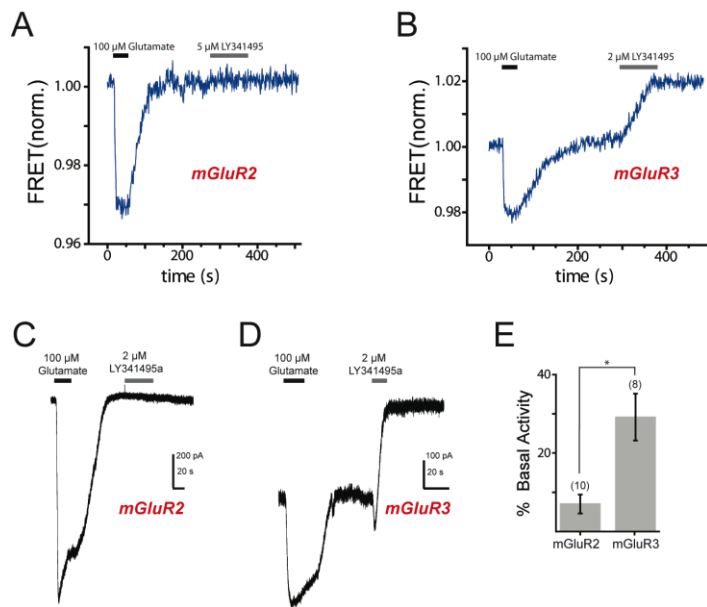 A
100 µM Glutamate
5 µM LY341495
FRET(norm.)
1.00
0.98
0.96
mGluR2
0
200
400
time (s)
B
100 µM Glutamate
2 µM LY341495
FRET(norm.)
1.02
1.00
0.98
mGluR3
0
200
400
time (s)
C
100 µM
Glutamate
2 µM
LY341495a
200 pA
20 s
mGluR2
D
100 µM
Glutamate
2 µM
LY341495a
100 pA
20 s
mGluR3
E
% Basal Activity
40
20
*
(10)
(8)
mGluR2
mGluR3